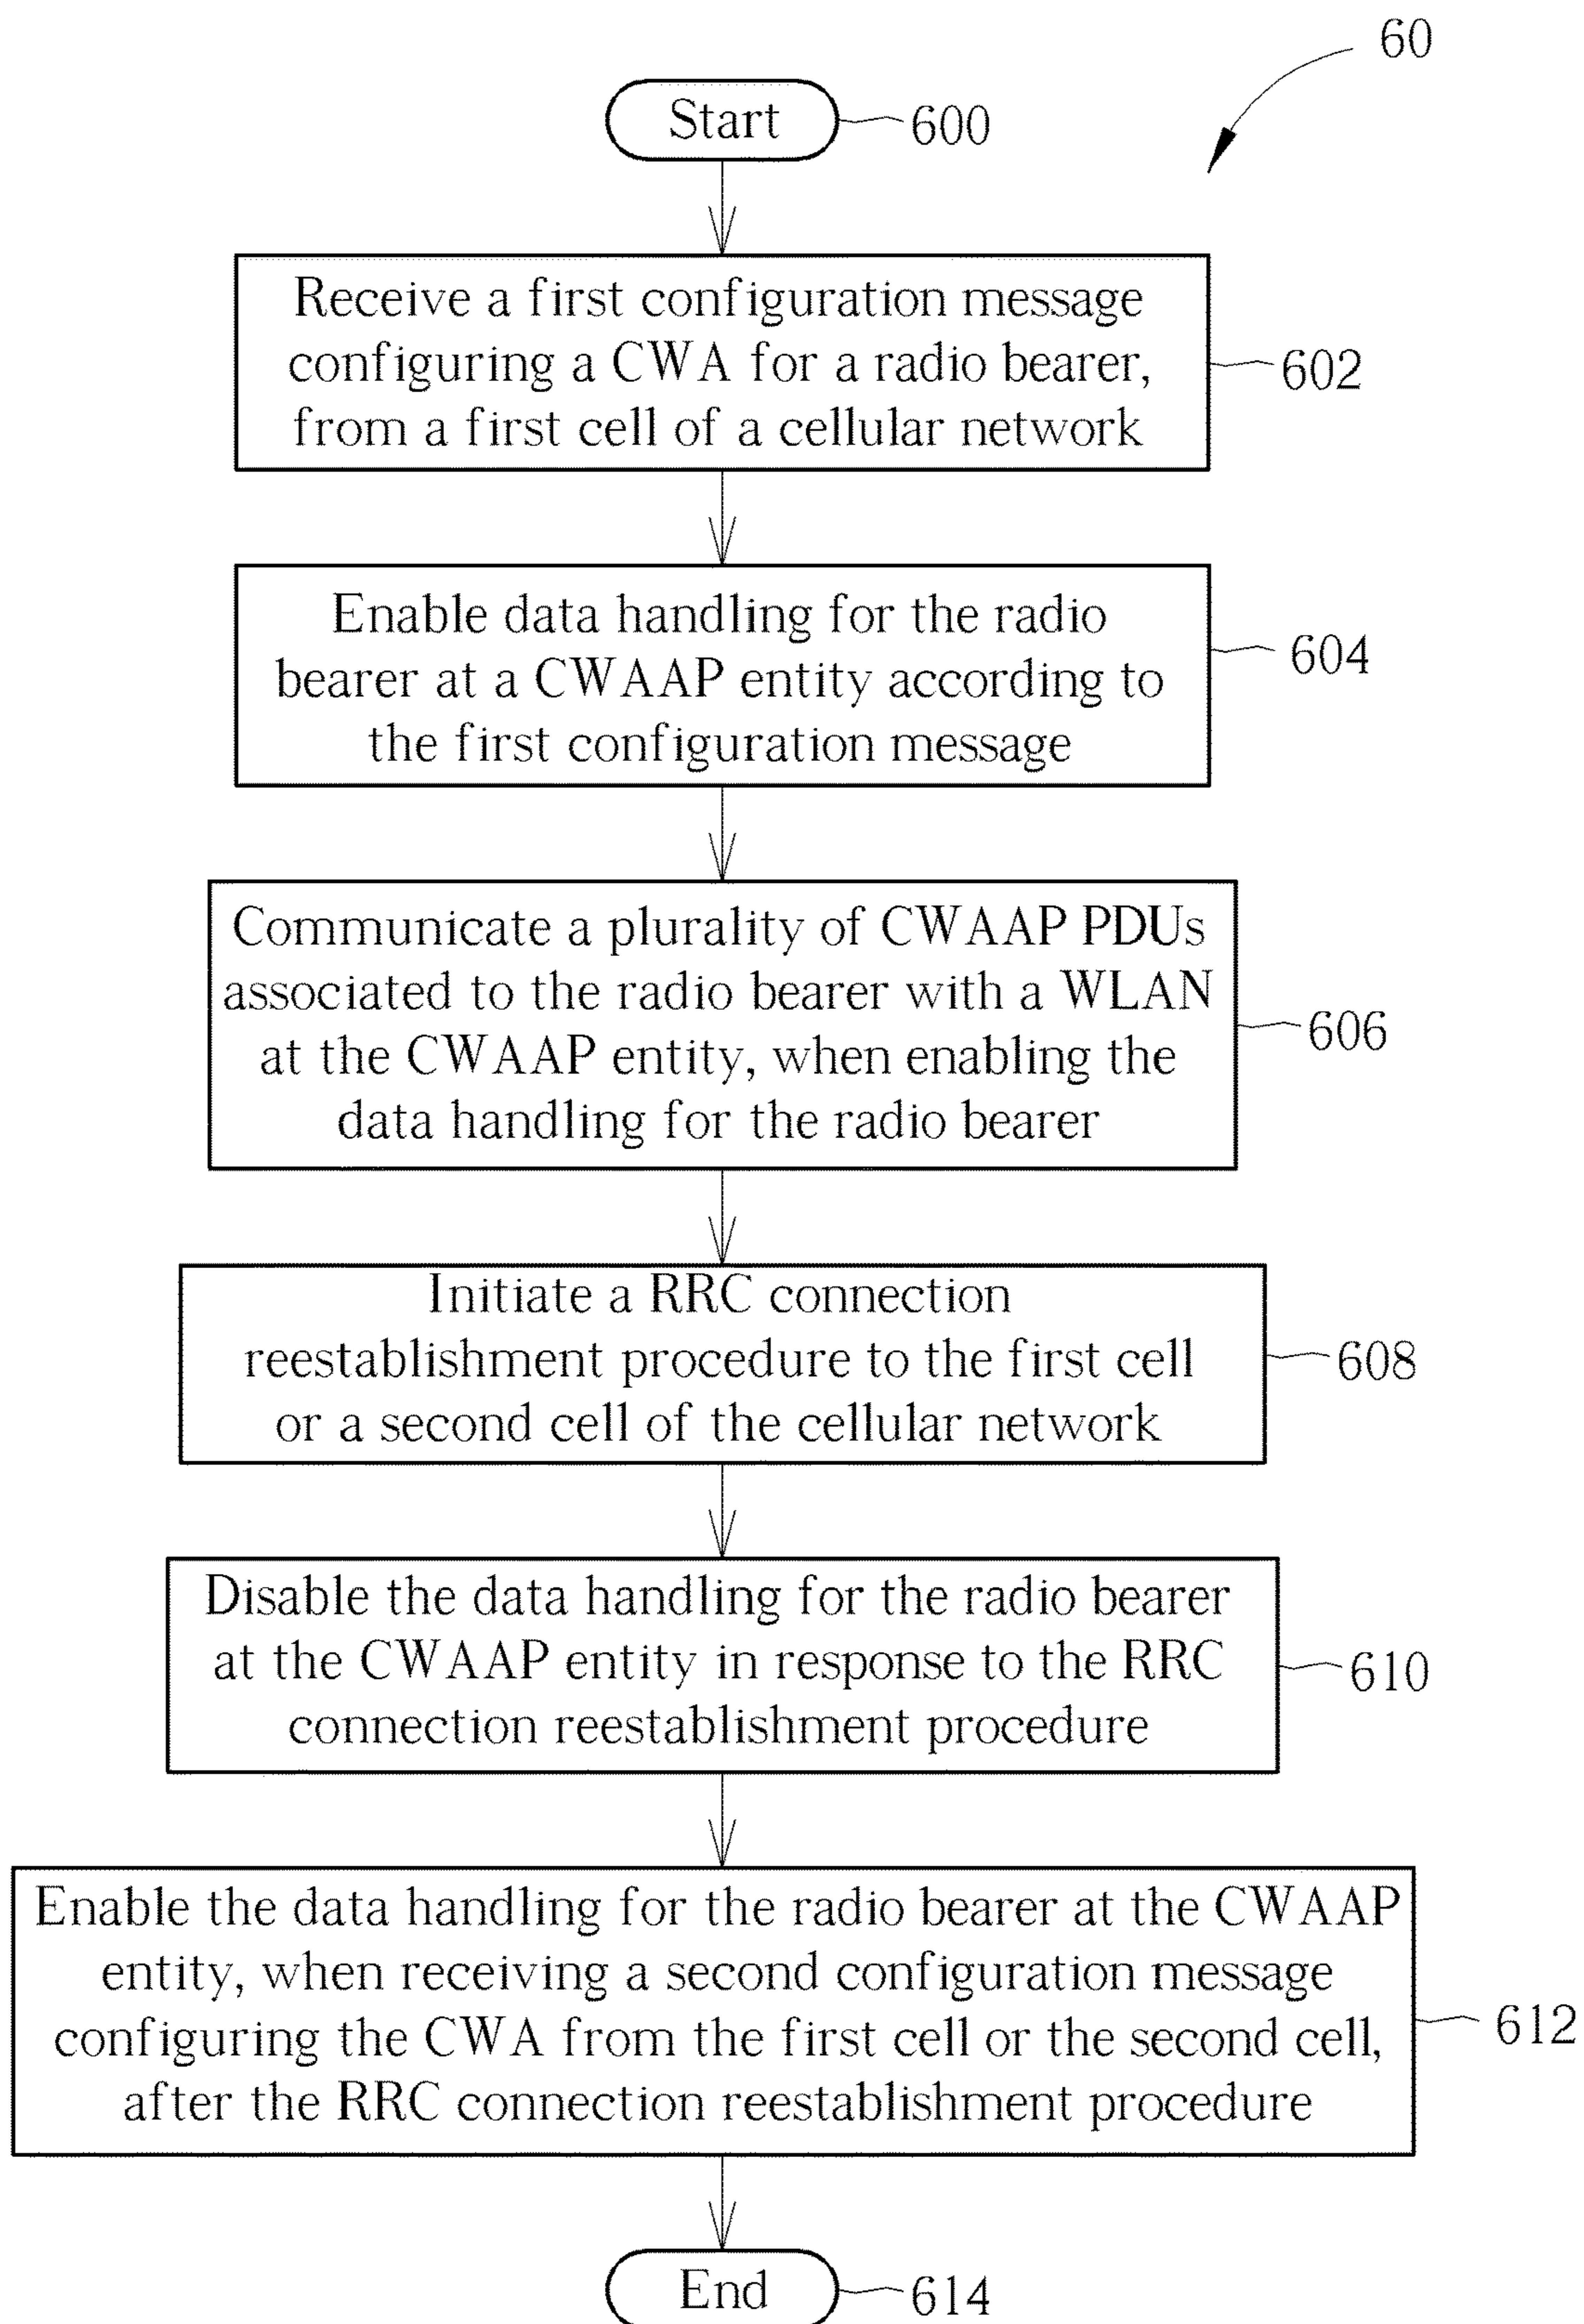 60
Start
600
Receive a first configuration message
configuring a CWA for a radio bearer,
from a first cell of a cellular network
602
Enable data handling for the radio
bearer at a CWAAP entity according to
the first configuration message
604
Communicate a plurality of CWAAP PDUs
associated to the radio bearer with a WLAN
at the CWAAP entity, when enabling the
data handling for the radio bearer
606
Initiate a RRC connection
reestablishment procedure to the first cell
or a second cell of the cellular network
608
Disable the data handling for the radio bearer
at the CWAAP entity in response to the RRC
connection reestablishment procedure
610
Enable the data handling for the radio bearer at the CWAAP
entity, when receiving a second configuration message
configuring the CWA from the first cell or the second cell,
after the RRC connection reestablishment procedure
612
End
614